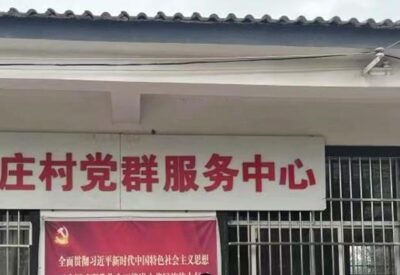 庄村党群服务中心
全面贯彻习近平新时代中国特色社会主义思想